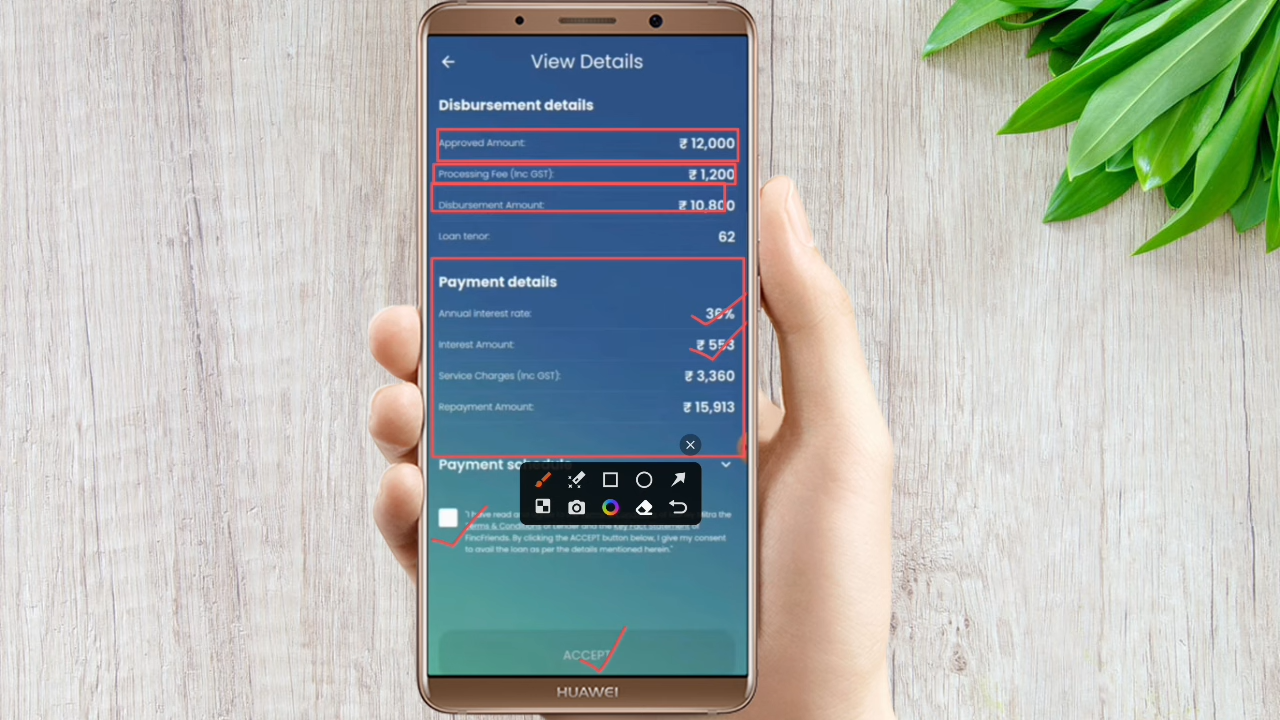 View Details
Disbursement details
Approved Amount: ₹ 12,000
Processing Fee (Inc GST): ₹ 1,200
Disbursement Amount: ₹ 10,800
Loan tenor: 62
Payment details
Annual interest rate: 36%
Interest Amount: ₹ 553
Service Charges (Inc GST): ₹ 3,360
Repayment Amount: ₹ 15,913
Payment schedule
"I have read the
Terms & Conditions of Lender and the Key Fact Statement of
FincFriends. By clicking the ACCEPT button below, I give my consent
to avail the loan as per the details mentioned herein."
ACCEPT
HUAWEI